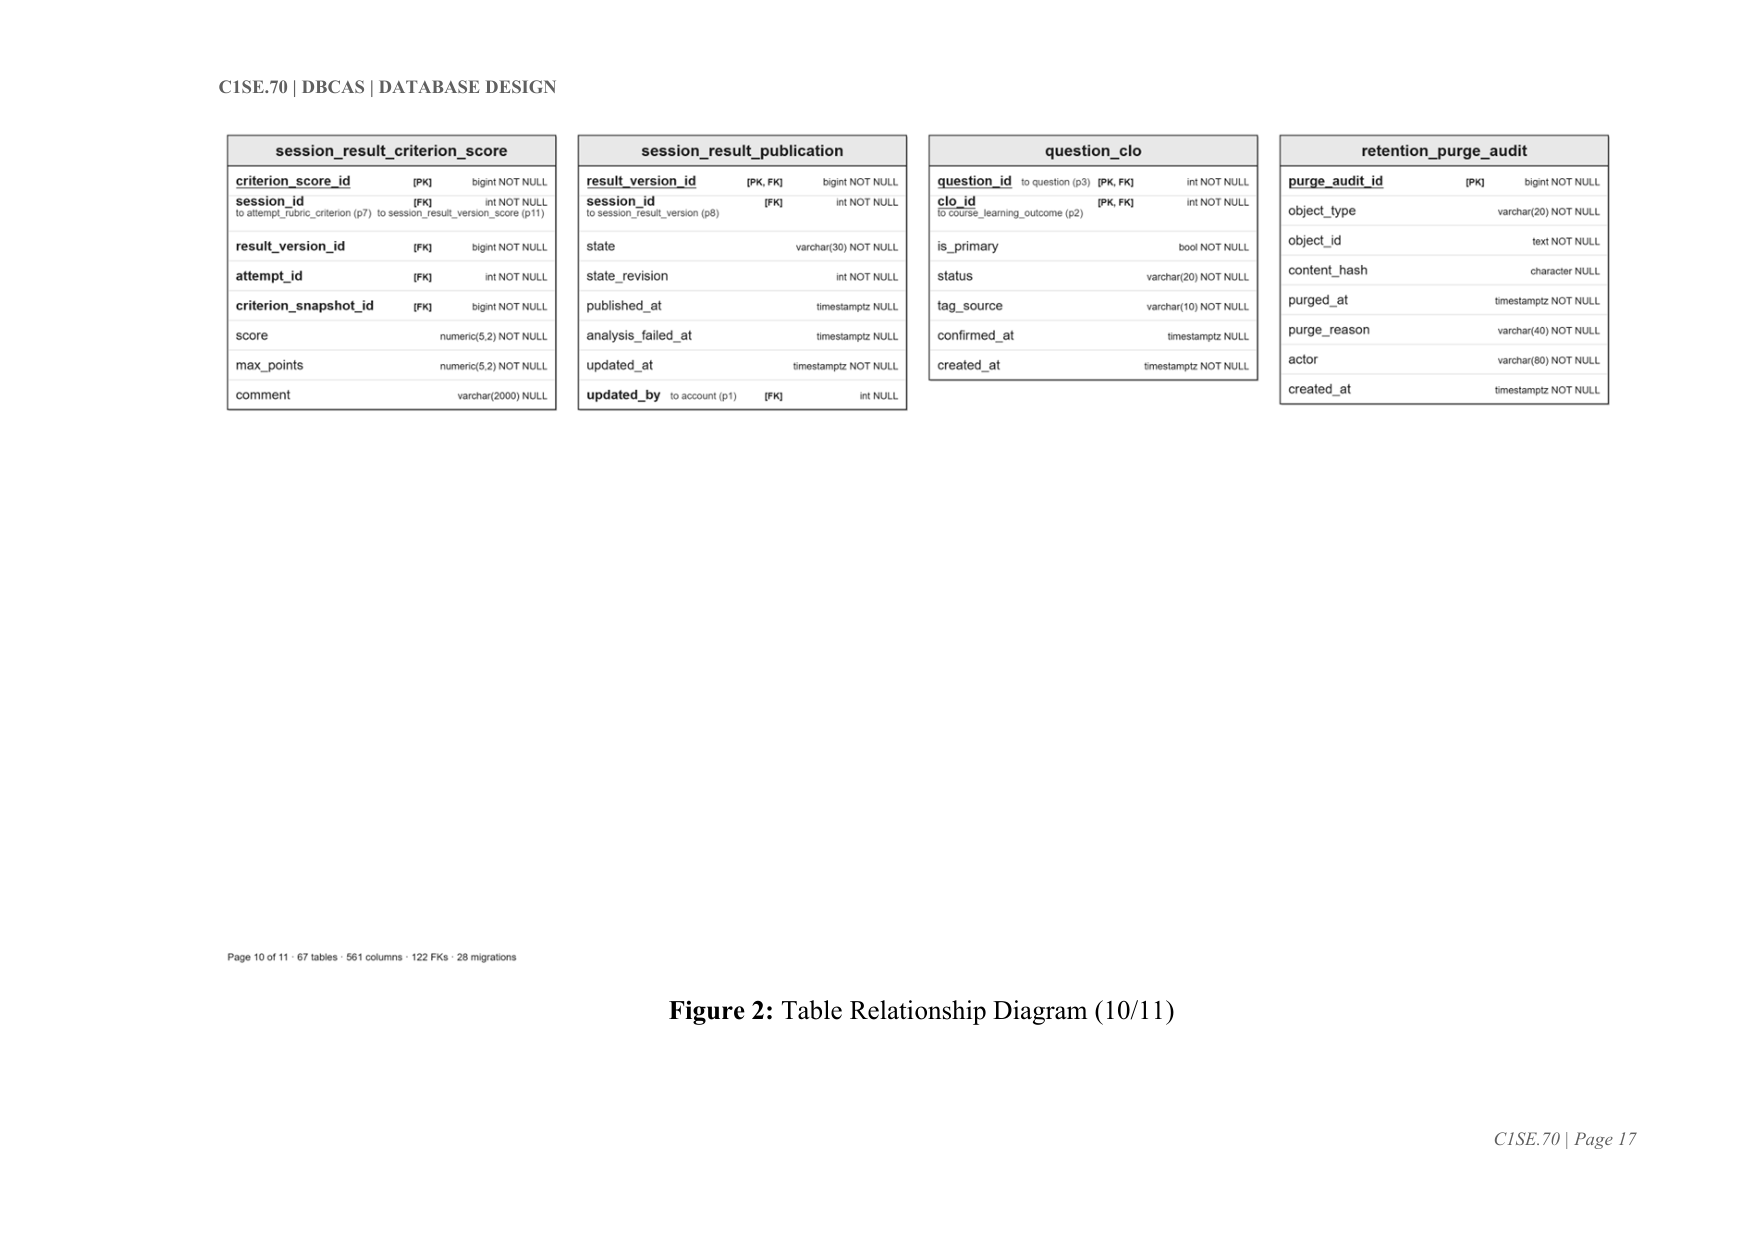 C1SE.70 | DBCAS | DATABASE DESIGN
session_result_criterion_score
criterion_score_id [PK] bigint NOT NULL
session_id [FK] int NOT NULL
to attempt_rubric_criterion (p7) to session_result_version_score (p11)
result_version_id [FK] bigint NOT NULL
attempt_id [FK] int NOT NULL
criterion_snapshot_id [FK] bigint NOT NULL
score numeric(5,2) NOT NULL
max_points numeric(5,2) NOT NULL
comment varchar(2000) NULL
session_result_publication
result_version_id [PK, FK] bigint NOT NULL
session_id [FK] int NOT NULL
to session_result_version (p8)
state varchar(30) NOT NULL
state_revision int NOT NULL
published_at timestamptz NULL
analysis_failed_at timestamptz NULL
updated_at timestamptz NOT NULL
updated_by to account (p1) [FK] int NULL
question_clo
question_id to question (p3) [PK, FK] int NOT NULL
clo_id [PK, FK] int NOT NULL
to course_learning_outcome (p2)
is_primary bool NOT NULL
status varchar(20) NOT NULL
tag_source varchar(10) NOT NULL
confirmed_at timestamptz NULL
created_at timestamptz NOT NULL
retention_purge_audit
purge_audit_id [PK] bigint NOT NULL
object_type varchar(20) NOT NULL
object_id text NOT NULL
content_hash character NULL
purged_at timestamptz NOT NULL
purge_reason varchar(40) NOT NULL
actor varchar(80) NOT NULL
created_at timestamptz NOT NULL
Page 10 of 11 · 67 tables · 561 columns · 122 FKs · 28 migrations
Figure 2: Table Relationship Diagram (10/11)
C1SE.70 | Page 17